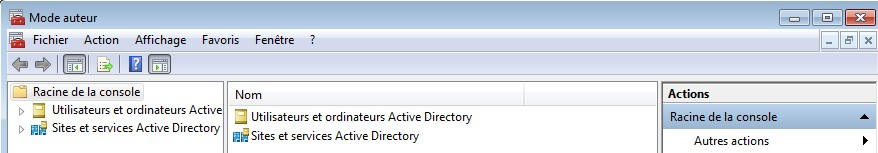 Mode auteur
Fichier Action Affichage Favoris Fenêtre ?
Racine de la console
Utilisateurs et ordinateurs Active
Sites et services Active Directory
Nom
Utilisateurs et ordinateurs Active Directory
Sites et services Active Directory
Actions
Racine de la console
Autres actions